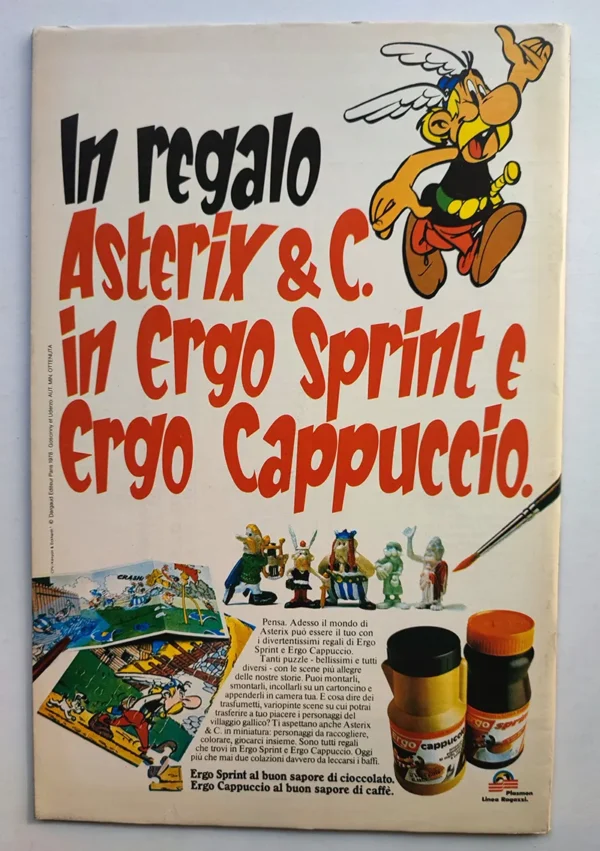 In regalo
Asterix & C.
in Ergo Sprint e
Ergo Cappuccio.
© Dargaud Editeur Paris 1978 - Goscinny et Uderzo AUT. MIN. OTTENUTA
CRASH
Pensa. Adesso il mondo di
Asterix può essere il tuo con
i divertentissimi regali di Ergo
Sprint e Ergo Cappuccio.
Tanti puzzle - bellissimi e tutti
diversi - con le scene più allegre
delle nostre storie. Puoi montarli,
smontarli, incollarli su un cartoncino e
appenderli in camera tua. E cosa dire dei
trasfumetti, variopinte scene su cui potrai
trasferire a tuo piacere i personaggi del
villaggio gallico? Ti aspettano anche Asterix
& C. in miniatura: personaggi da raccogliere,
colorare, giocarci insieme. Sono tutti regali
che trovi in Ergo Sprint e Ergo Cappuccio. Oggi
più che mai due colazioni davvero da leccarsi i baffi.
Ergo Sprint al buon sapore di cioccolato.
Ergo Cappuccio al buon sapore di caffè.
ergo cappuccio
ergo sprint
Plasmon
Linea Ragazzi.